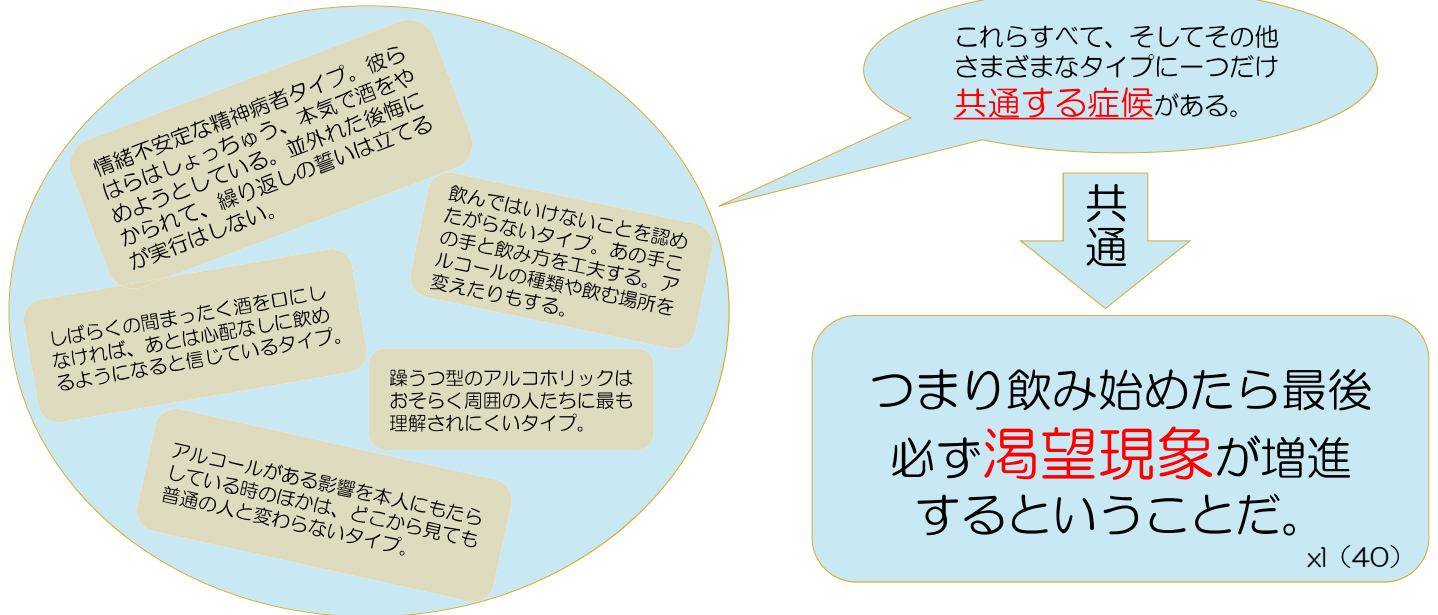 情緒不安定な精神病者タイプ。彼ら
はらはしょっちゅう、本気で酒をや
めようとしている。並外れた後悔に
かられて、繰り返しの誓いは立てる
が実行はしない。
飲んではいけないことを認め
たがらないタイプ。あの手こ
の手と飲み方を工夫する。ア
ルコールの種類や飲む場所を
変えたりもする。
しばらくの間まったく酒を口にし
なければ、あとは心配なしに飲め
るようになると信じているタイプ。
躁うつ型のアルコホリックは
おそらく周囲の人たちに最も
理解されにくいタイプ。
アルコールがある影響を本人にもたら
している時のほかは、どこから見ても
普通の人と変わらないタイプ。
これらすべて、そしてその他
さまざまなタイプに一つだけ
共通する症候がある。
共
通
つまり飲み始めたら最後
必ず渇望現象が増進
するということだ。
xl（40）